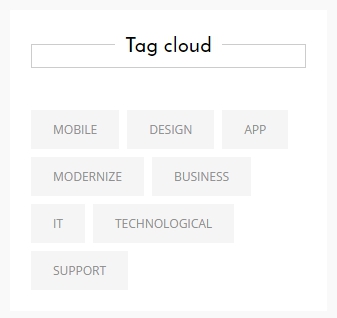 Tag cloud
MOBILE DESIGN APP
MODERNIZE BUSINESS
IT TECHNOLOGICAL
SUPPORT